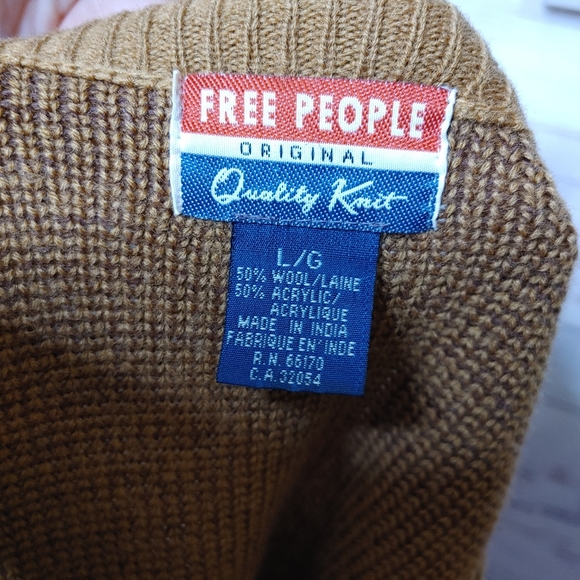 FREE PEOPLE
ORIGINAL
Quality Knit
L/G
50% WOOL/LAINE
50% ACRYLIC/
ACRYLIQUE
MADE IN INDIA
FABRIQUE EN INDE
R.N. 66170
C.A. 32054